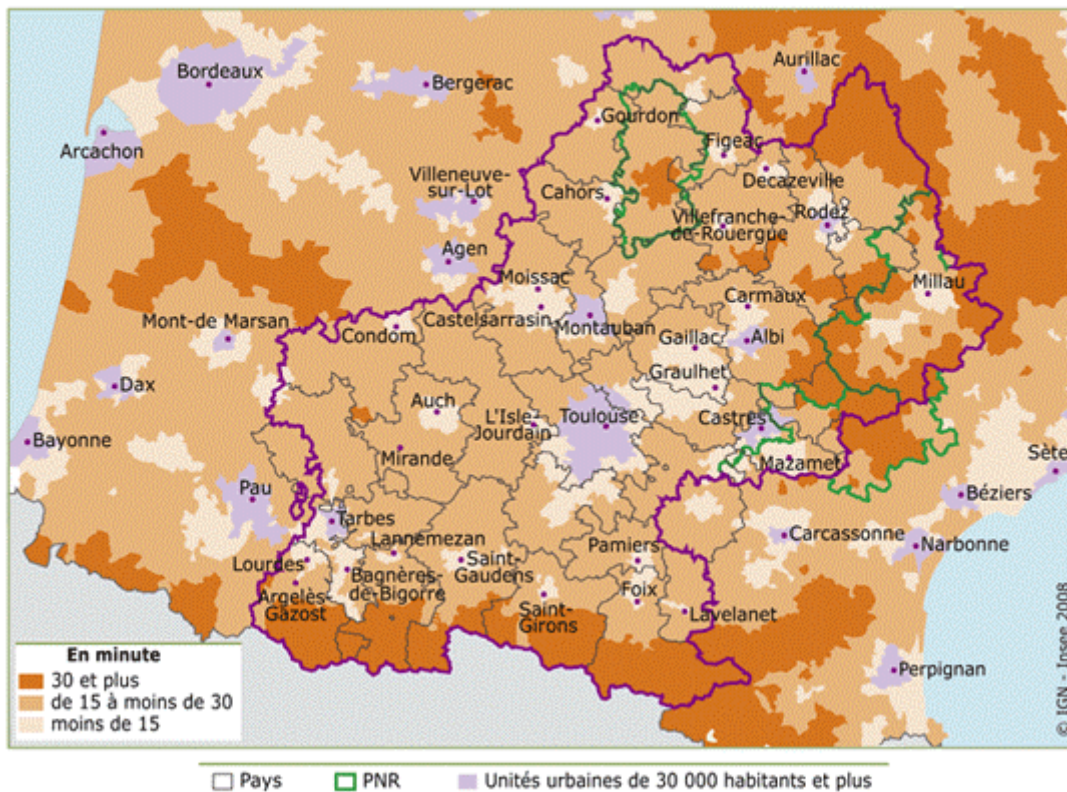 Bordeaux
Bergerac
Aurillac
Arcachon
Gourdon
Figeac
Villeneuve-
sur-Lot
Cahors
Decazeville
Villefranche-
de-Rouergue
Rodez
Agen
Moissac
Millau
Carmaux
Mont-de Marsan
Condom
Castelsarrasin
Montauban
Gaillac
Albi
Graulhet
Dax
Auch
L'Isle-
Jourdain
Toulouse
Castres
Bayonne
Mirande
Mazamet
Sète
Pau
Béziers
Tarbes
Lannemezan
Carcassonne
Narbonne
Lourdes
Bagnères-
de-Bigorre
Saint-
Gaudens
Pamiers
Argelès-
Gazost
Saint-
Girons
Foix
Lavelanet
Perpignan
En minute
30 et plus
de 15 à moins de 30
moins de 15
© IGN - Insee 2008
Pays
PNR
Unités urbaines de 30 000 habitants et plus